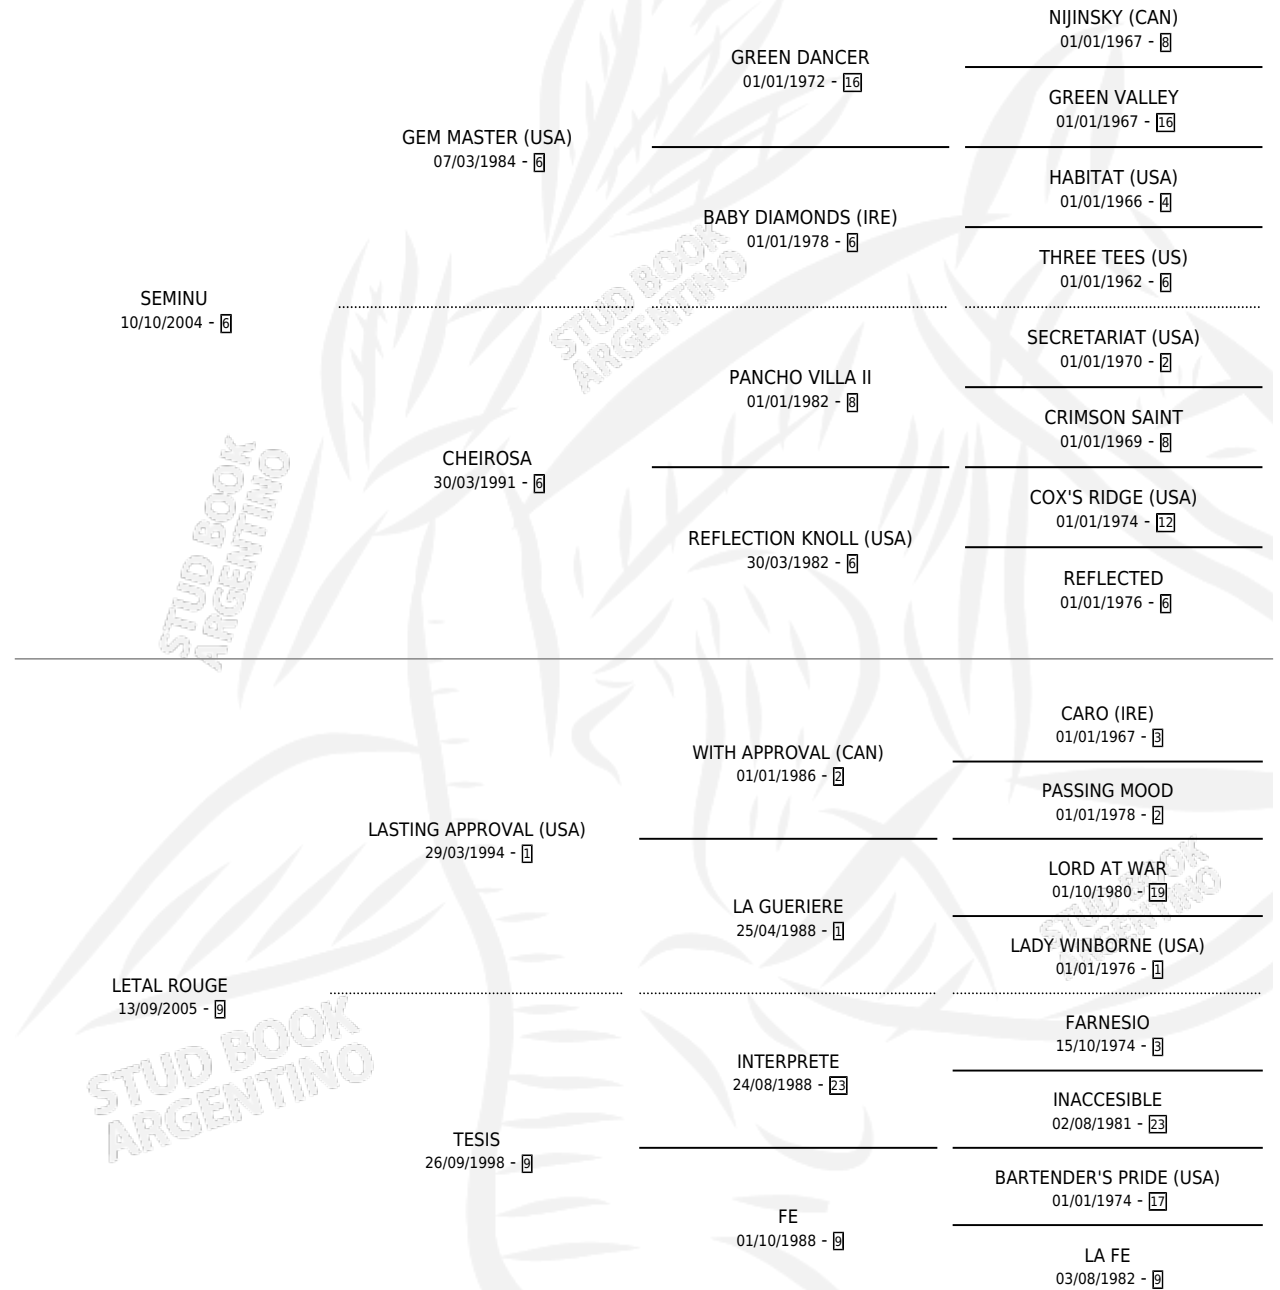 NIJINSKY (CAN)
01/01/1967 - 8
GREEN DANCER
01/01/1972 - 16
GREEN VALLEY
01/01/1967 - 16
GEM MASTER (USA)
07/03/1984 - 6
HABITAT (USA)
01/01/1966 - 4
BABY DIAMONDS (IRE)
01/01/1978 - 6
THREE TEES (US)
01/01/1962 - 6
SEMINU
10/10/2004 - 6
STUD BOOK
ARGENTINO
SECRETARIAT (USA)
01/01/1970 - 2
PANCHO VILLA II
01/01/1982 - 8
CRIMSON SAINT
01/01/1969 - 8
CHEIROSA
30/03/1991 - 6
COX'S RIDGE (USA)
01/01/1974 - 12
REFLECTION KNOLL (USA)
30/03/1982 - 6
REFLECTED
01/01/1976 - 6
STUD BOOK
ARGENTINO
CARO (IRE)
01/01/1967 - 3
WITH APPROVAL (CAN)
01/01/1986 - 2
PASSING MOOD
01/01/1978 - 2
LASTING APPROVAL (USA)
29/03/1994 - 1
LORD AT WAR
01/10/1980 - 19
LA GUERIERE
25/04/1988 - 1
STUD BOOK
ARGENTINO
LADY WINBORNE (USA)
01/01/1976 - 1
LETAL ROUGE
13/09/2005 - 9
STUD BOOK
ARGENTINO
FARNESIO
15/10/1974 - 3
INTERPRETE
24/08/1988 - 23
INACCESIBLE
02/08/1981 - 23
TESIS
26/09/1998 - 9
BARTENDER'S PRIDE (USA)
01/01/1974 - 17
FE
01/10/1988 - 9
LA FE
03/08/1982 - 9